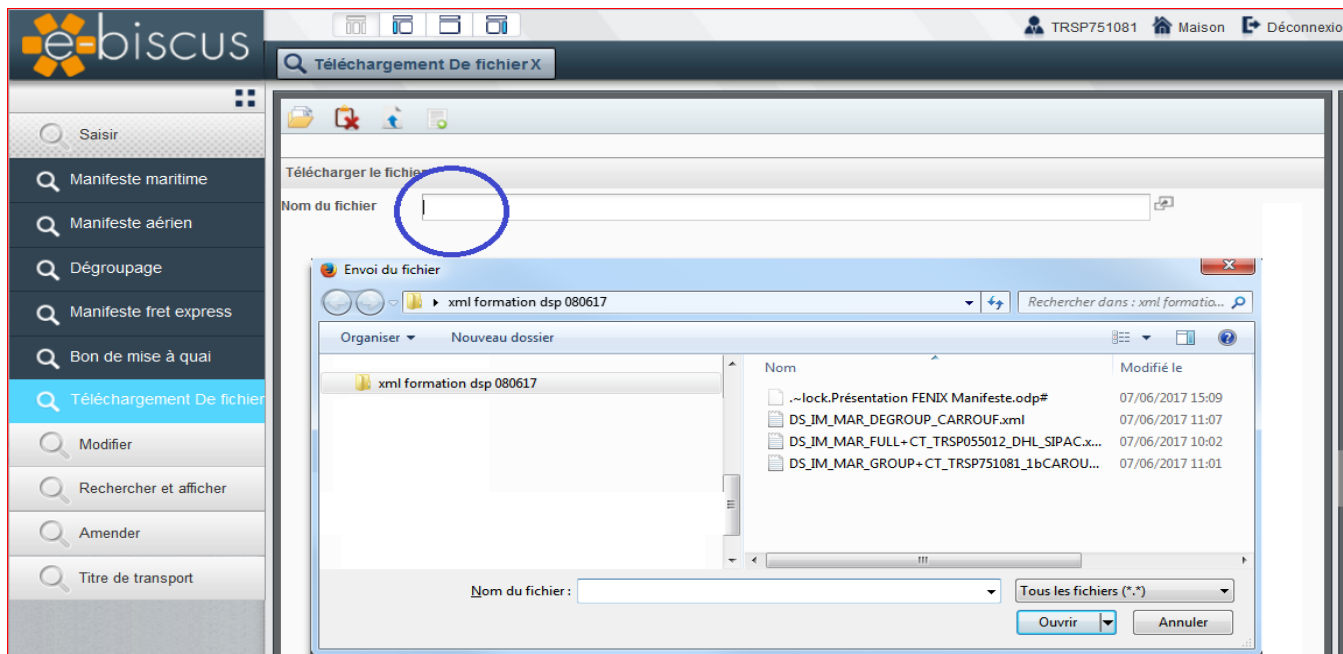 e-biscus
TRSP751081 Maison Déconnexio
Téléchargement De fichier X
Saisir
Manifeste maritime
Manifeste aérien
Dégroupage
Manifeste fret express
Bon de mise à quai
Téléchargement De fichier
Modifier
Rechercher et afficher
Amender
Titre de transport
Télécharger le fichier
Nom du fichier
Envoi du fichier
xml formation dsp 080617
Rechercher dans : xml formatio...
Organiser Nouveau dossier
xml formation dsp 080617
Nom Modifié le
.~lock.Présentation FENIX Manifeste.odp# 07/06/2017 15:09
DS_IM_MAR_DEGROUP_CARROUF.xml 07/06/2017 11:07
DS_IM_MAR_FULL+CT_TRSP055012_DHL_SIPAC.x... 07/06/2017 10:02
DS_IM_MAR_GROUP+CT_TRSP751081_1bCAROU... 07/06/2017 11:01
Nom du fichier : Tous les fichiers (*.*)
Ouvrir Annuler